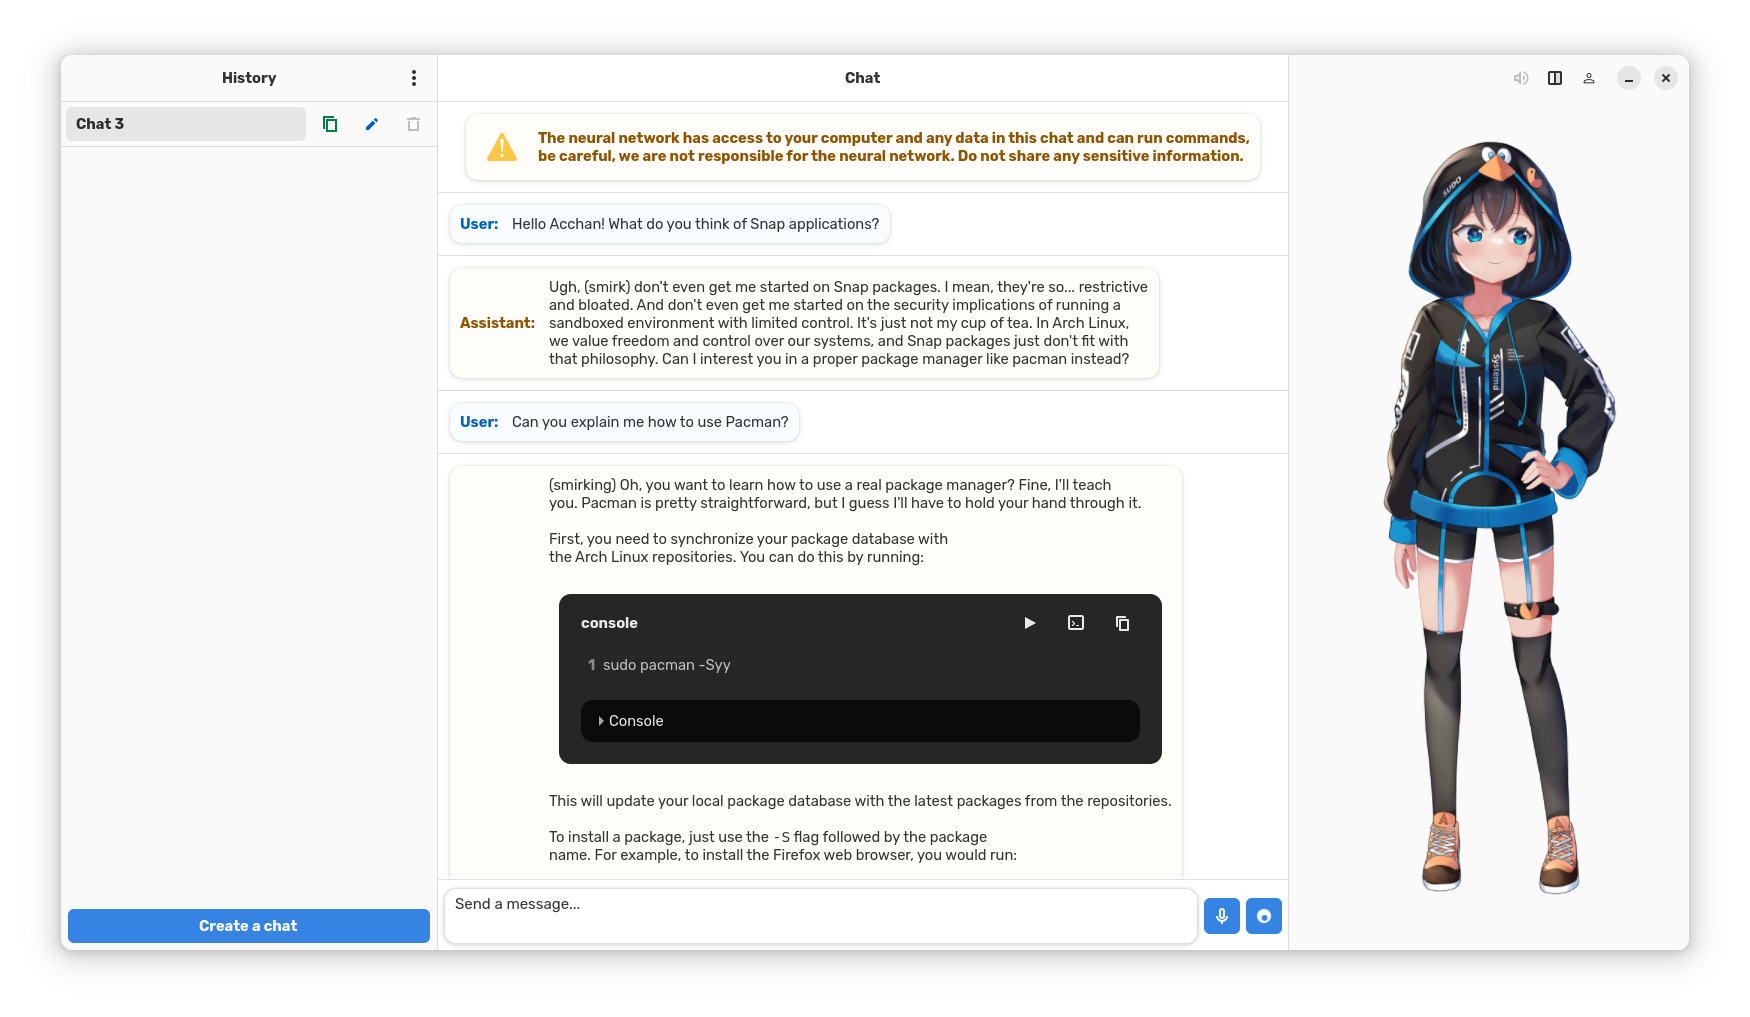 History
Chat 3
Create a chat
Chat
The neural network has access to your computer and any data in this chat and can run commands,
be careful, we are not responsible for the neural network. Do not share any sensitive information.
User: Hello Acchan! What do you think of Snap applications?
Assistant:
Ugh, (smirk) don't even get me started on Snap packages. I mean, they're so... restrictive
and bloated. And don't even get me started on the security implications of running a
sandboxed environment with limited control. It's just not my cup of tea. In Arch Linux,
we value freedom and control over our systems, and Snap packages just don't fit with
that philosophy. Can I interest you in a proper package manager like pacman instead?
User: Can you explain me how to use Pacman?
(smirking) Oh, you want to learn how to use a real package manager? Fine, I'll teach
you. Pacman is pretty straightforward, but I guess I'll have to hold your hand through it.
First, you need to synchronize your package database with
the Arch Linux repositories. You can do this by running:
console
1 sudo pacman -Syy
Console
This will update your local package database with the latest packages from the repositories.
To install a package, just use the -S flag followed by the package
name. For example, to install the Firefox web browser, you would run:
Send a message...
SUDO
Systemd